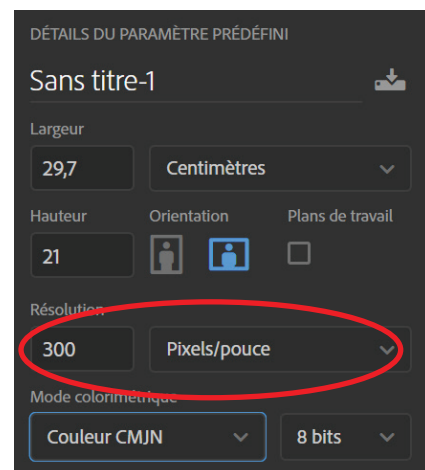 DÉTAILS DU PARAMÈTRE PRÉDÉFINI
Sans titre-1
Largeur
29,7 Centimètres
Hauteur Orientation Plans de travail
21
Résolution
300 Pixels/pouce
Mode colorimétrique
Couleur CMJN 8 bits